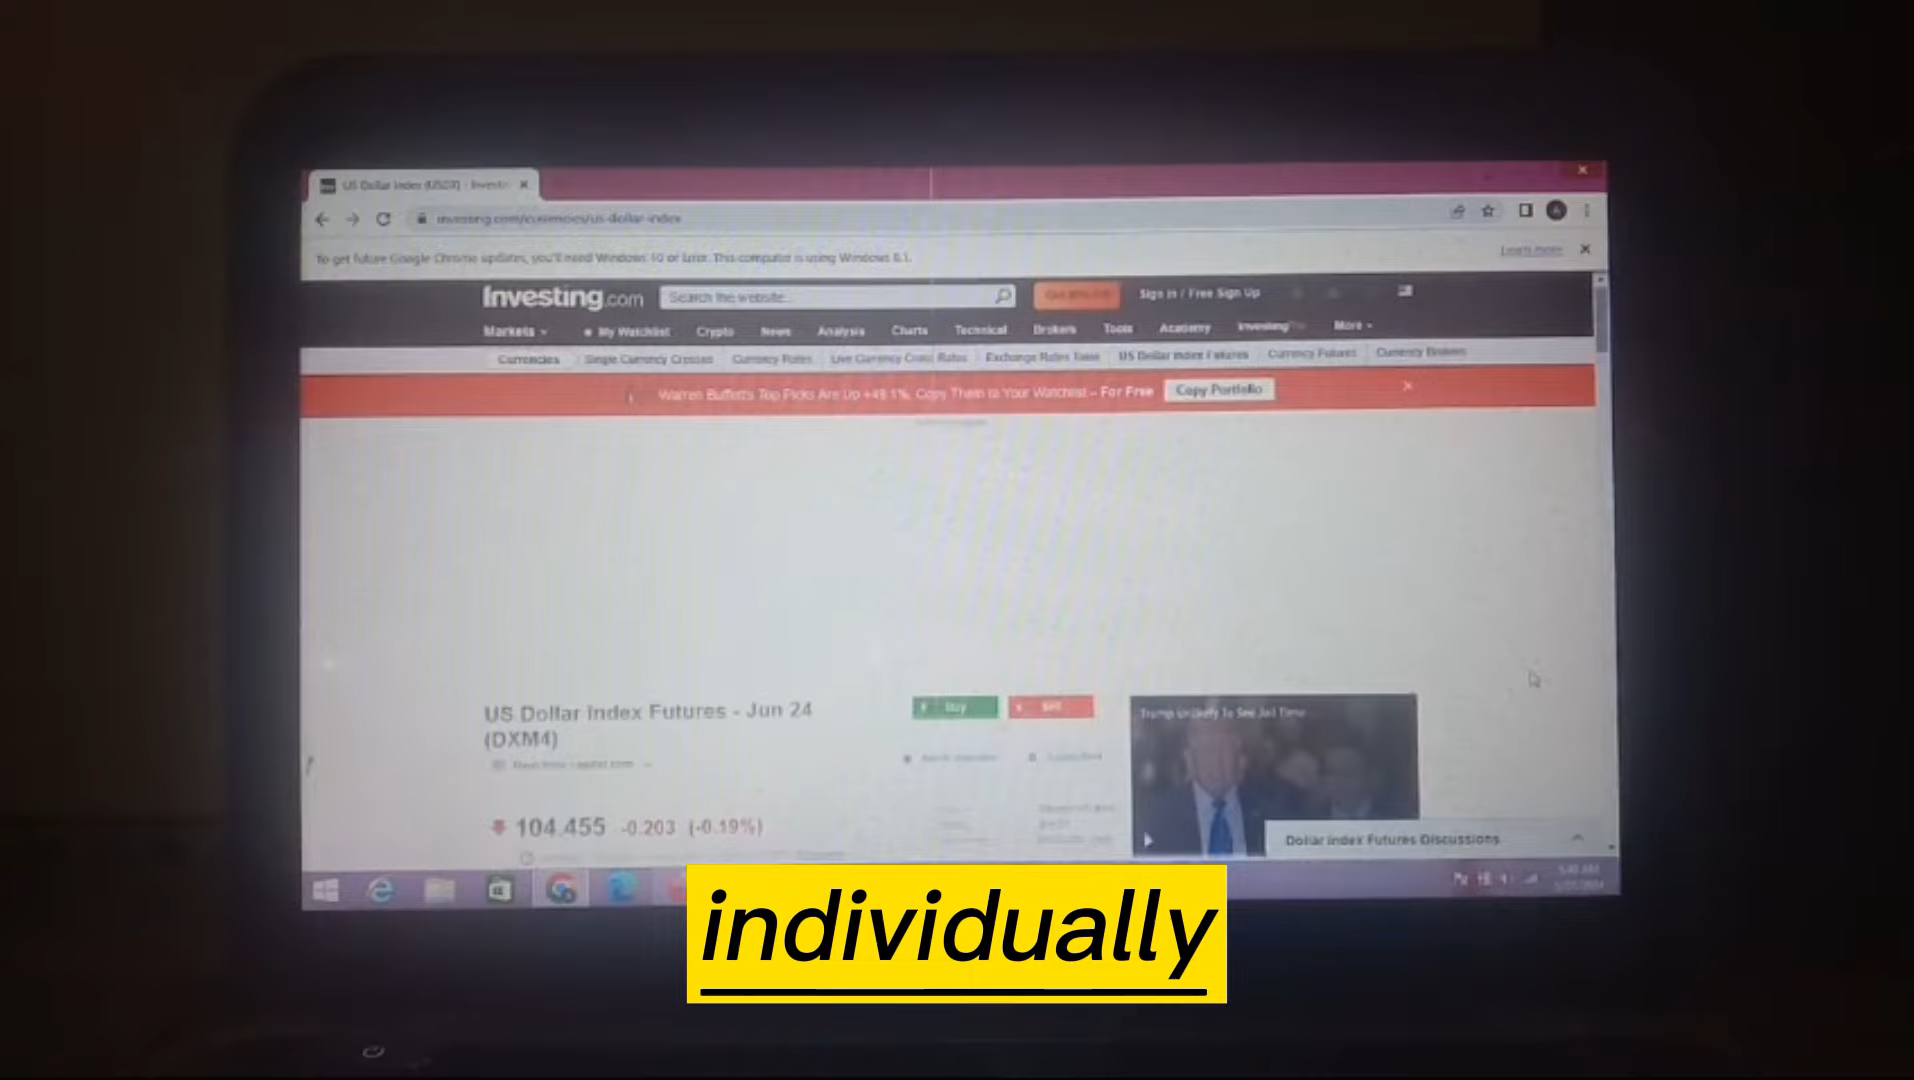 US Dollar Index (USDX) - Investi
investing.com/currencies/us-dollar-index
To get future Google Chrome updates, you'll need Windows 10 or later. This computer is using Windows 8.1.
Learn more
Investing.com
Search the website...
Sign In / Free Sign Up
Markets
My Watchlist
Crypto
News
Analysis
Charts
Technical
Brokers
Tools
Academy
Investing
More
Currencies
Single Currency Crosses
Currency Rates
Live Currency Cross Rates
Exchange Rates Table
US Dollar Index Futures
Currency Futures
Currency Brokers
Warren Buffett's Top Picks Are Up +49.1%. Copy Them to Your Watchlist – For Free
Copy Portfolio
US Dollar Index Futures - Jun 24
(DXM4)
Buy
Sell
Trump Unlikely To See Jail Time
104.455 -0.203 (-0.19%)
Dollar Index Futures Discussions
individually